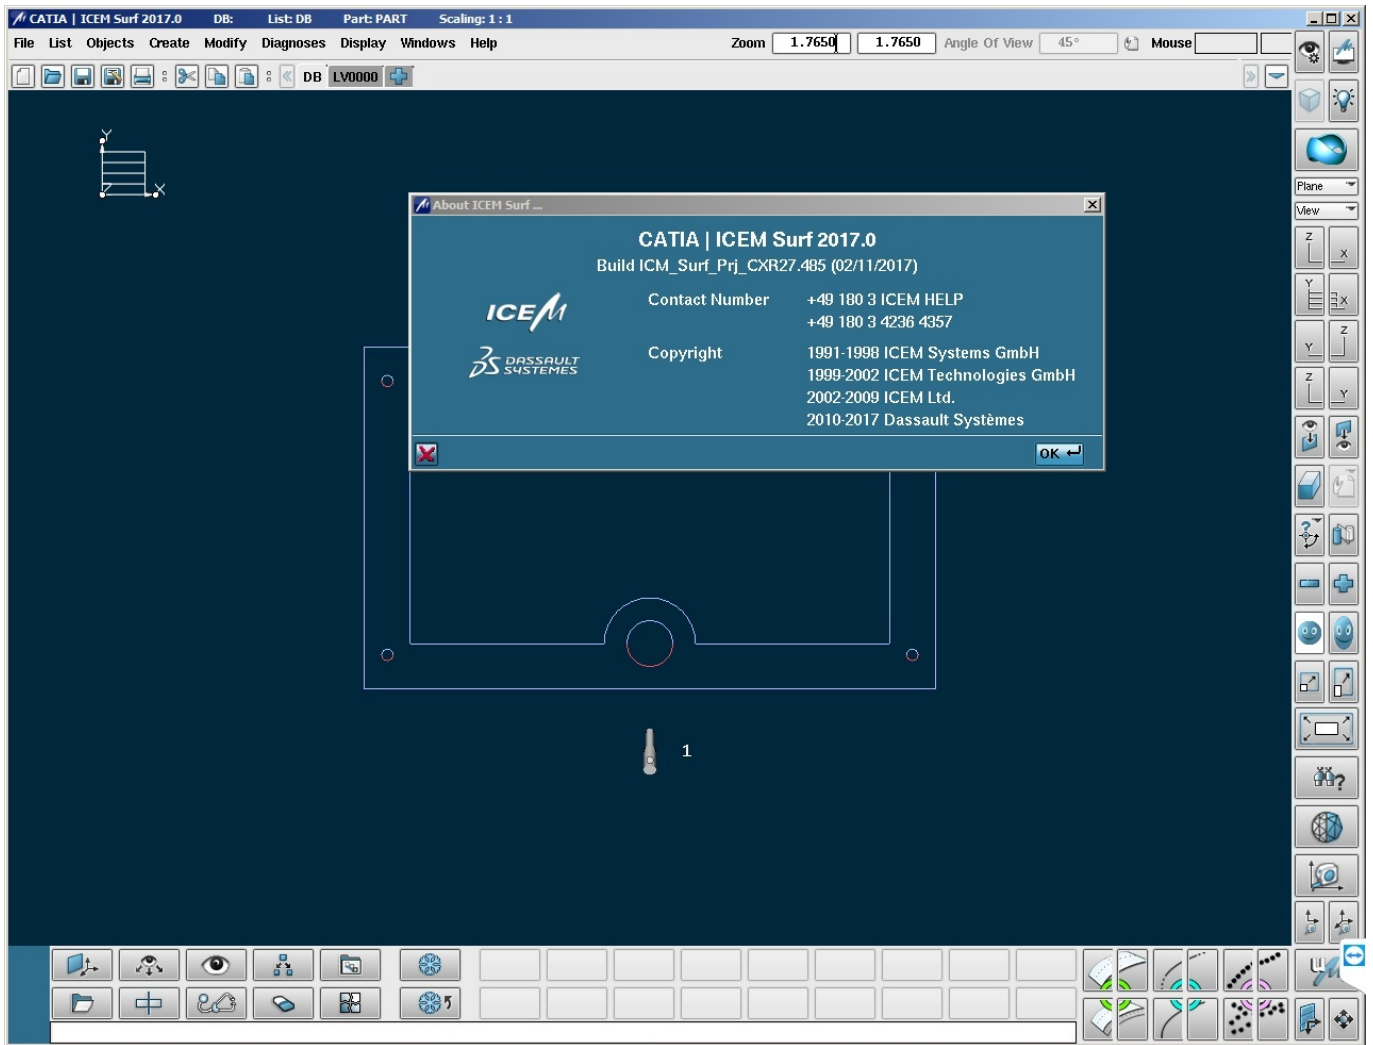 CATIA | ICEM Surf 2017.0 DB: List: DB Part: PART Scaling: 1 : 1
File List Objects Create Modify Diagnoses Display Windows Help Zoom 1.7650 1.7650 Angle Of View 45° Mouse
DB LV0000
Y
Z X
Plane
View
Z X
Y X
Y Z
Z Y
About ICEM Surf ...
CATIA | ICEM Surf 2017.0
Build ICM_Surf_Prj_CXR27.485 (02/11/2017)
ICEM
Contact Number +49 180 3 ICEM HELP
+49 180 3 4236 4357
DASSAULT
SYSTEMES
Copyright 1991-1998 ICEM Systems GmbH
1999-2002 ICEM Technologies GmbH
2002-2009 ICEM Ltd.
2010-2017 Dassault Systèmes
OK
1